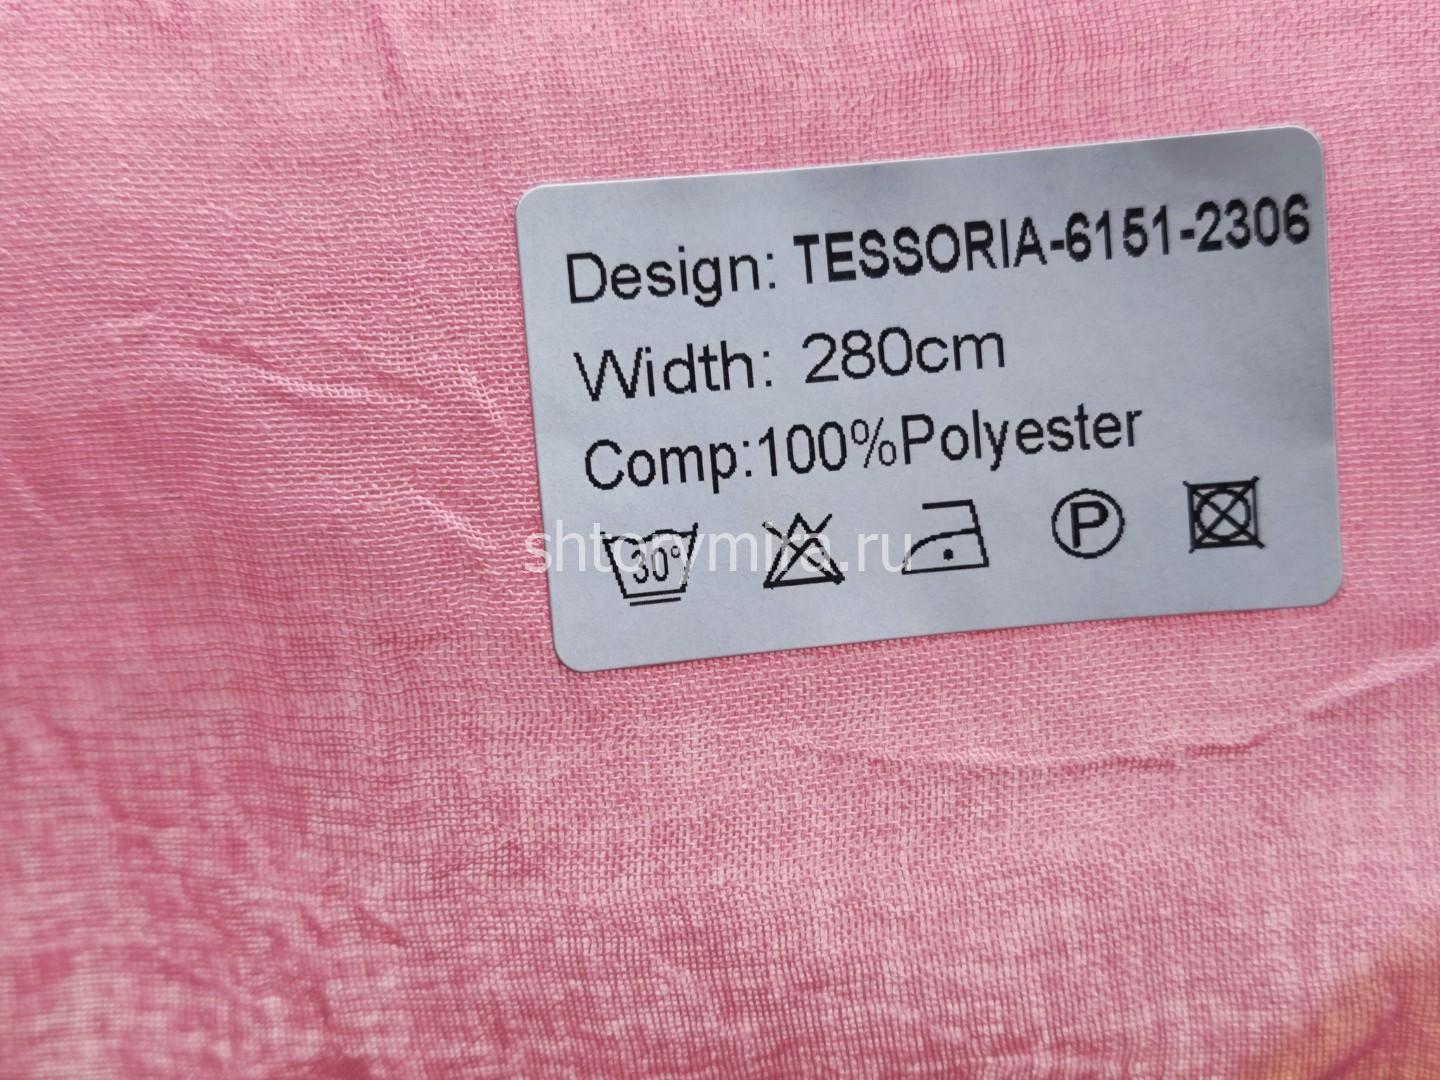 Design: TESSORIA-6151-2306
Width: 280cm
Comp:100%Polyester
30°
P
shtorymira.ru